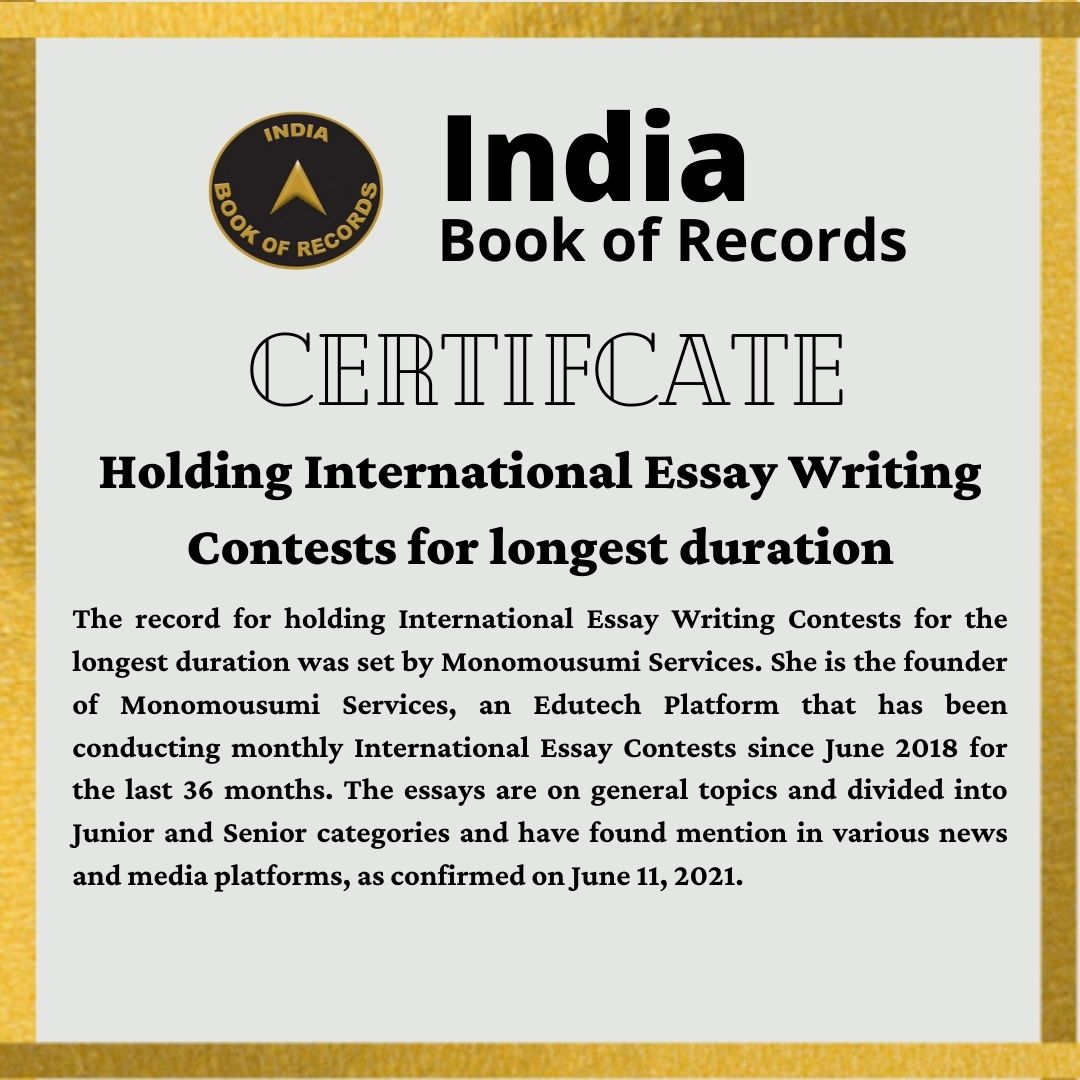 INDIA
BOOK OF RECORDS
India
Book of Records
CERTIFCATE
Holding International Essay Writing
Contests for longest duration
The record for holding International Essay Writing Contests for the
longest duration was set by Monomousumi Services. She is the founder
of Monomousumi Services, an Edutech Platform that has been
conducting monthly International Essay Contests since June 2018 for
the last 36 months. The essays are on general topics and divided into
Junior and Senior categories and have found mention in various news
and media platforms, as confirmed on June 11, 2021.